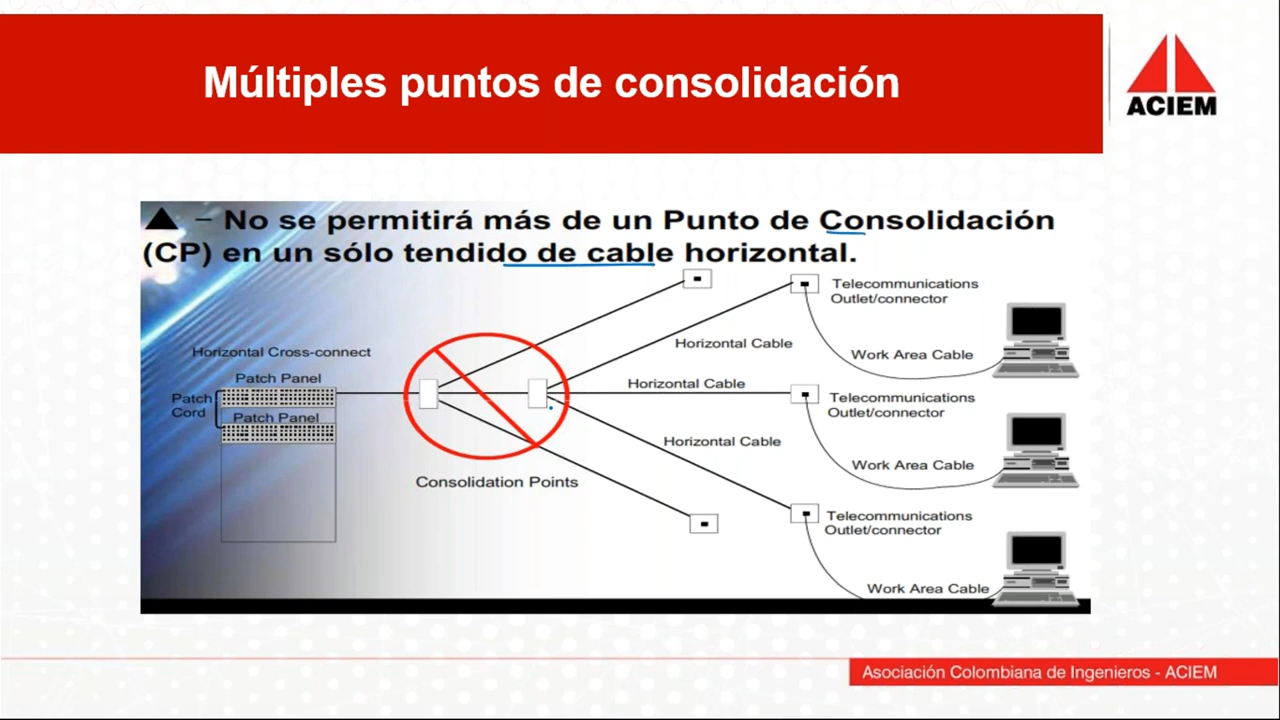 Múltiples puntos de consolidación
ACIEM
▲ – No se permitirá más de un Punto de Consolidación
(CP) en un sólo tendido de cable horizontal.
Telecommunications
Outlet/connector
Horizontal Cable
Horizontal Cross-connect
Work Area Cable
Patch Panel
Horizontal Cable
Patch
Cord
Telecommunications
Outlet/connector
Patch Panel
Horizontal Cable
Work Area Cable
Consolidation Points
Telecommunications
Outlet/connector
Work Area Cable
Asociación Colombiana de Ingenieros - ACIEM